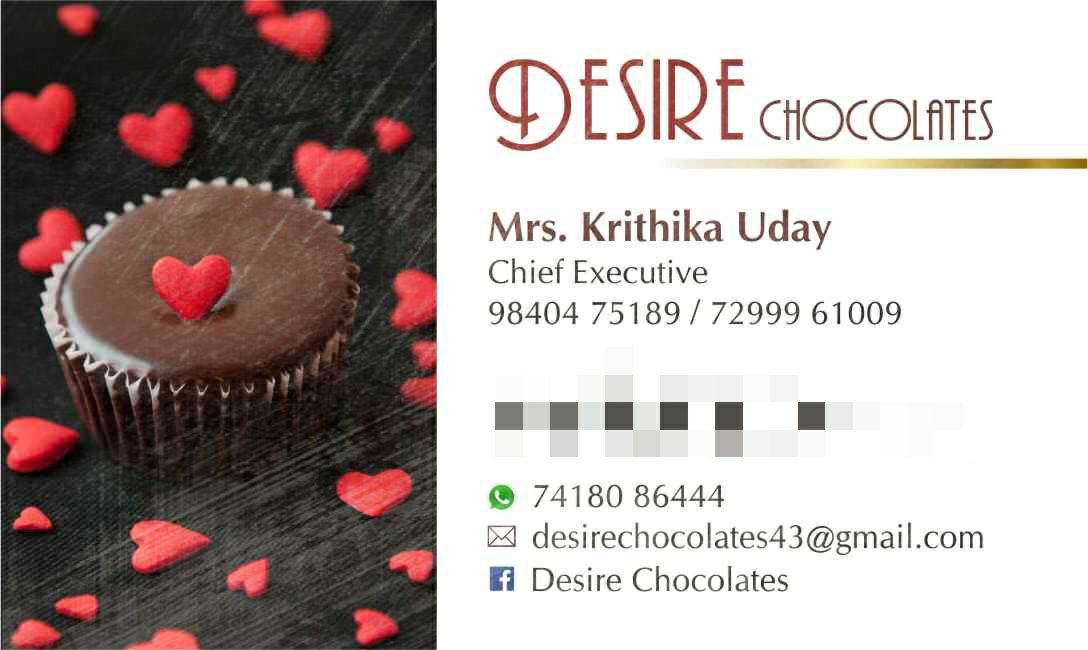 DESIRE CHOCOLATES
Mrs. Krithika Uday
Chief Executive
98404 75189 / 72999 61009
74180 86444
desirechocolates43@gmail.com
Desire Chocolates